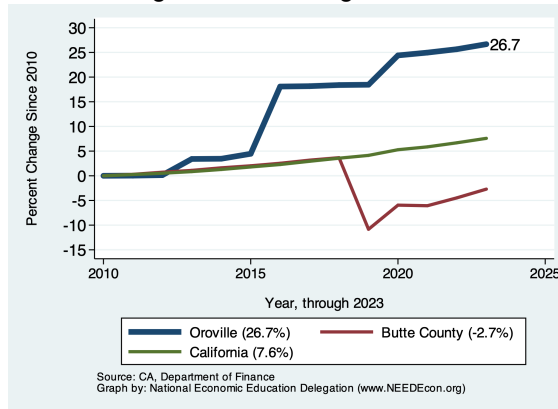 30
26.7
25
20
15
10
5
0
-5
-10
-15
Percent Change Since 2010
2010
2015
2020
2025
Year, through 2023
Oroville (26.7%)
Butte County (-2.7%)
California (7.6%)
Source: CA, Department of Finance
Graph by: National Economic Education Delegation (www.NEEDEcon.org)